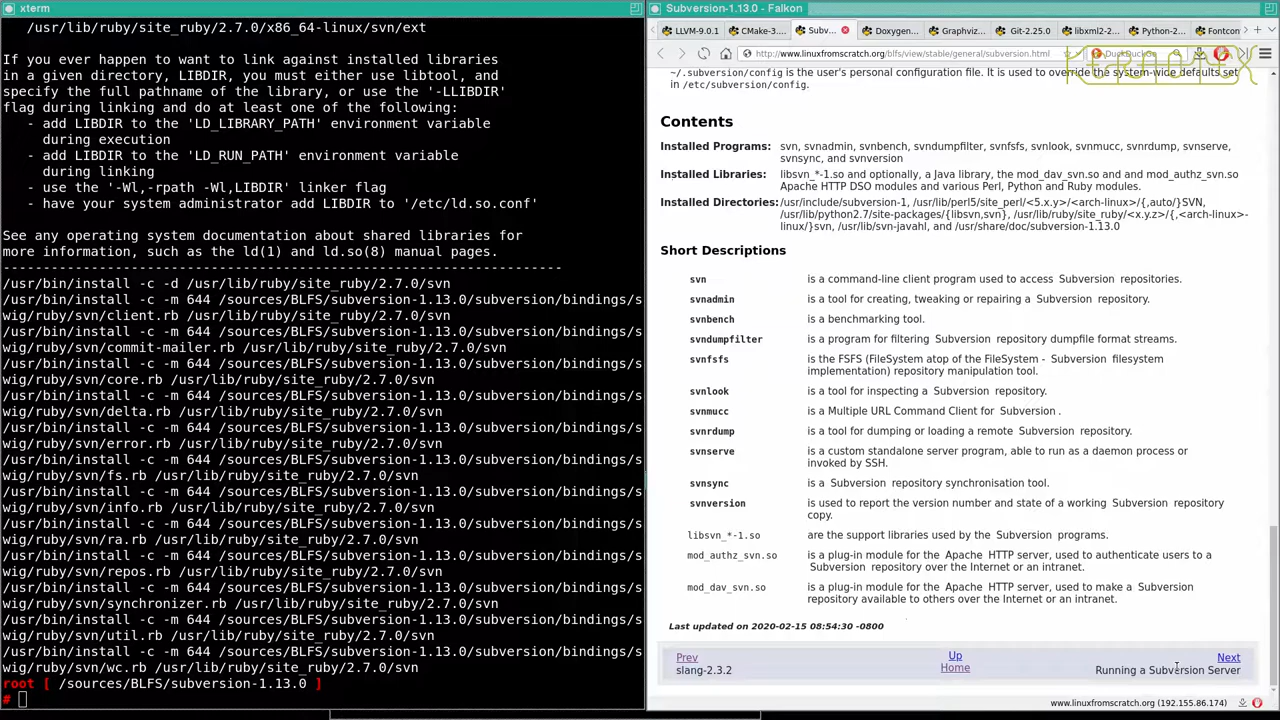 xterm
/usr/lib/ruby/site_ruby/2.7.0/x86_64-linux/svn/ext
If you ever happen to want to link against installed libraries
in a given directory, LIBDIR, you must either use libtool, and
specify the full pathname of the library, or use the '-LLIBDIR'
flag during linking and do at least one of the following:
- add LIBDIR to the 'LD_LIBRARY_PATH' environment variable
during execution
- add LIBDIR to the 'LD_RUN_PATH' environment variable
during linking
- use the '-Wl,-rpath -Wl,LIBDIR' linker flag
- have your system administrator add LIBDIR to '/etc/ld.so.conf'
See any operating system documentation about shared libraries for
more information, such as the ld(1) and ld.so(8) manual pages.
----------------------------------------------------------------------
/usr/bin/install -c -d /usr/lib/ruby/site_ruby/2.7.0/svn
/usr/bin/install -c -m 644 /sources/BLFS/subversion-1.13.0/subversion/bindings/s
wig/ruby/svn/client.rb /usr/lib/ruby/site_ruby/2.7.0/svn
/usr/bin/install -c -m 644 /sources/BLFS/subversion-1.13.0/subversion/bindings/s
wig/ruby/svn/commit-mailer.rb /usr/lib/ruby/site_ruby/2.7.0/svn
/usr/bin/install -c -m 644 /sources/BLFS/subversion-1.13.0/subversion/bindings/s
wig/ruby/svn/core.rb /usr/lib/ruby/site_ruby/2.7.0/svn
/usr/bin/install -c -m 644 /sources/BLFS/subversion-1.13.0/subversion/bindings/s
wig/ruby/svn/delta.rb /usr/lib/ruby/site_ruby/2.7.0/svn
/usr/bin/install -c -m 644 /sources/BLFS/subversion-1.13.0/subversion/bindings/s
wig/ruby/svn/error.rb /usr/lib/ruby/site_ruby/2.7.0/svn
/usr/bin/install -c -m 644 /sources/BLFS/subversion-1.13.0/subversion/bindings/s
wig/ruby/svn/fs.rb /usr/lib/ruby/site_ruby/2.7.0/svn
/usr/bin/install -c -m 644 /sources/BLFS/subversion-1.13.0/subversion/bindings/s
wig/ruby/svn/info.rb /usr/lib/ruby/site_ruby/2.7.0/svn
/usr/bin/install -c -m 644 /sources/BLFS/subversion-1.13.0/subversion/bindings/s
wig/ruby/svn/ra.rb /usr/lib/ruby/site_ruby/2.7.0/svn
/usr/bin/install -c -m 644 /sources/BLFS/subversion-1.13.0/subversion/bindings/s
wig/ruby/svn/repos.rb /usr/lib/ruby/site_ruby/2.7.0/svn
/usr/bin/install -c -m 644 /sources/BLFS/subversion-1.13.0/subversion/bindings/s
wig/ruby/svn/synchronizer.rb /usr/lib/ruby/site_ruby/2.7.0/svn
/usr/bin/install -c -m 644 /sources/BLFS/subversion-1.13.0/subversion/bindings/s
wig/ruby/svn/util.rb /usr/lib/ruby/site_ruby/2.7.0/svn
/usr/bin/install -c -m 644 /sources/BLFS/subversion-1.13.0/subversion/bindings/s
wig/ruby/svn/wc.rb /usr/lib/ruby/site_ruby/2.7.0/svn
root [ /sources/BLFS/subversion-1.13.0 ]
#
Subversion-1.13.0 - Falkon
LLVM-9.0.1 CMake-3.... Subv... Doxygen... Graphviz... Git-2.25.0 libxml2-... Python-2... Fontcon
http://www.linuxfromscratch.org/blfs/view/stable/general/subversion.html
~/.subversion/config is the user's personal configuration file. It is used to override the system-wide defaults set
in /etc/subversion/config.
Contents
Installed Programs: svn, svnadmin, svnbench, svndumpfilter, svnfsfs, svnlook, svnmucc, svnrdump, svnserve,
svnsync, and svnversion
Installed Libraries: libsvn_*-1.so and optionally, a Java library, the mod_dav_svn.so and and mod_authz_svn.so
Apache HTTP DSO modules and various Perl, Python and Ruby modules.
Installed Directories: /usr/include/subversion-1, /usr/lib/perl5/site_perl/<5.x.y>/<arch-linux>/{,auto/}SVN,
/usr/lib/python2.7/site-packages/{libsvn,svn}, /usr/lib/ruby/site_ruby/<x.y.z>/{,<arch-linux>-
linux/}svn, /usr/lib/svn-javahl, and /usr/share/doc/subversion-1.13.0
Short Descriptions
svn is a command-line client program used to access Subversion repositories.
svnadmin is a tool for creating, tweaking or repairing a Subversion repository.
svnbench is a benchmarking tool.
svndumpfilter is a program for filtering Subversion repository dumpfile format streams.
svnfsfs is the FSFS (FileSystem atop of the FileSystem - Subversion filesystem
implementation) repository manipulation tool.
svnlook is a tool for inspecting a Subversion repository.
svnmucc is a Multiple URL Command Client for Subversion .
svnrdump is a tool for dumping or loading a remote Subversion repository.
svnserve is a custom standalone server program, able to run as a daemon process or
invoked by SSH.
svnsync is a Subversion repository synchronisation tool.
svnversion is used to report the version number and state of a working Subversion repository
copy.
libsvn_*-1.so are the support libraries used by the Subversion programs.
mod_authz_svn.so is a plug-in module for the Apache HTTP server, used to authenticate users to a
Subversion repository over the Internet or an intranet.
mod_dav_svn.so is a plug-in module for the Apache HTTP server, used to make a Subversion
repository available to others over the Internet or an intranet.
Last updated on 2020-02-15 08:54:30 -0800
Prev Up Next
slang-2.3.2 Home Running a Subversion Server
www.linuxfromscratch.org (192.155.86.174)